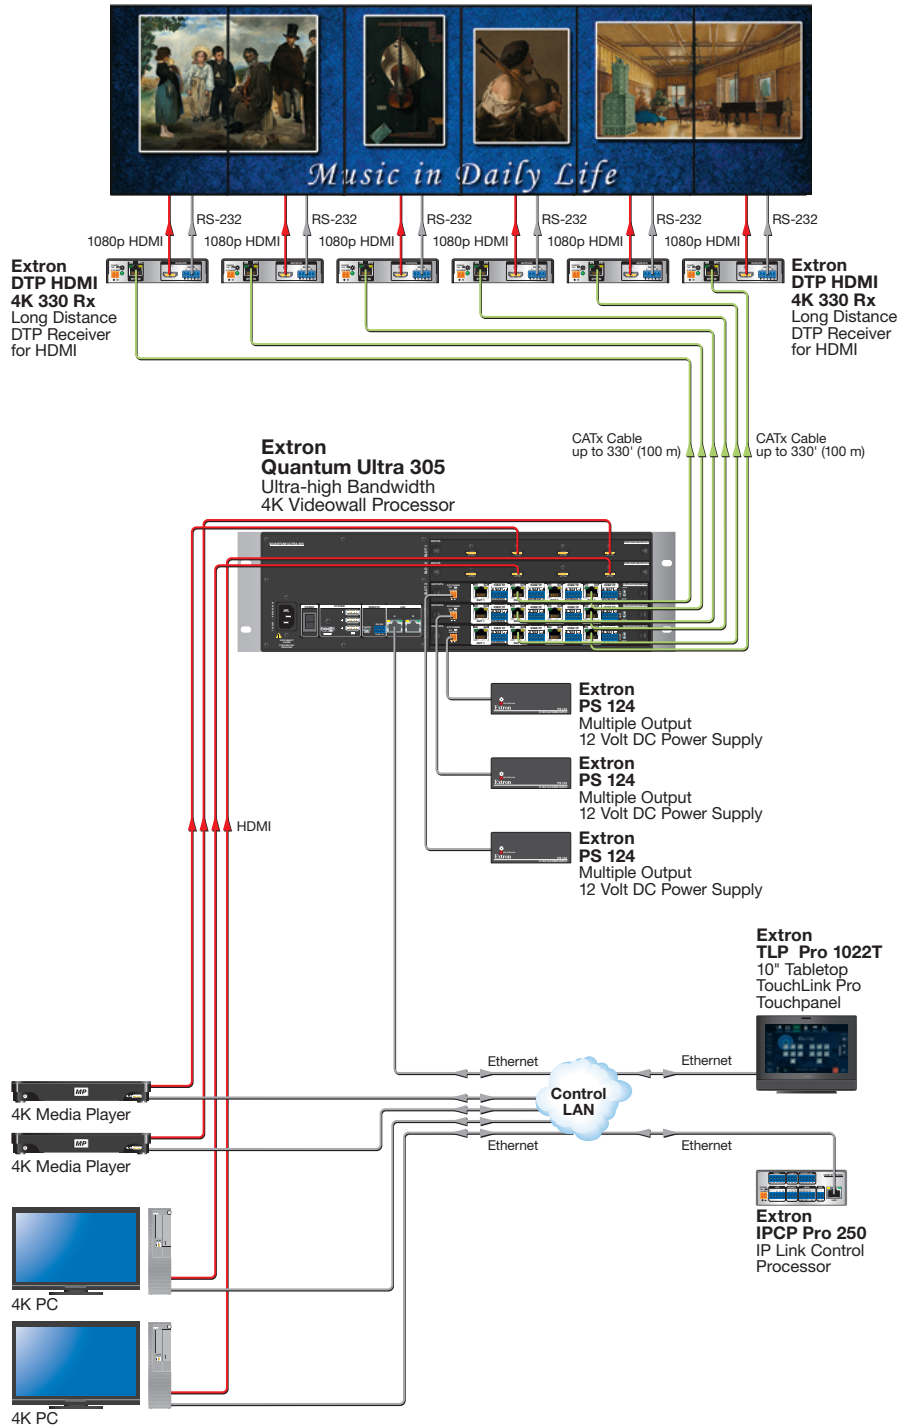 Music in Daily Life
RS-232
RS-232
RS-232
RS-232
RS-232
RS-232
1080p HDMI
1080p HDMI
1080p HDMI
1080p HDMI
1080p HDMI
1080p HDMI
Extron
DTP HDMI
4K 330 Rx
Long Distance
DTP Receiver
for HDMI
Extron
DTP HDMI
4K 330 Rx
Long Distance
DTP Receiver
for HDMI
CATx Cable
up to 330' (100 m)
CATx Cable
up to 330' (100 m)
Extron
Quantum Ultra 305
Ultra-high Bandwidth
4K Videowall Processor
QUANTUM ULTRA 305
Extron
Extron
PS 124
Multiple Output
12 Volt DC Power Supply
Extron
Extron
PS 124
Multiple Output
12 Volt DC Power Supply
Extron
Extron
PS 124
Multiple Output
12 Volt DC Power Supply
HDMI
Extron
TLP Pro 1022T
10" Tabletop
TouchLink Pro
Touchpanel
Ethernet
Ethernet
Control
LAN
MP
4K Media Player
MP
4K Media Player
Ethernet
Ethernet
Extron
IPCP Pro 250
IP Link Control
Processor
4K PC
4K PC